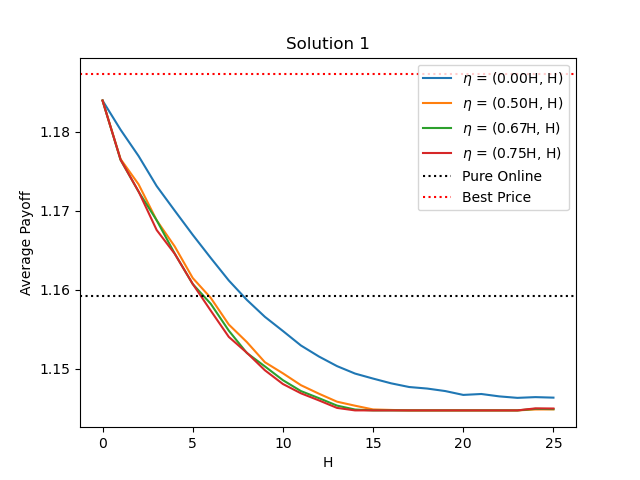 Solution 1
η = (0.00H, H)
η = (0.50H, H)
η = (0.67H, H)
η = (0.75H, H)
Pure Online
Best Price
Average Payoff
1.18
1.17
1.16
1.15
0
5
10
15
20
25
H